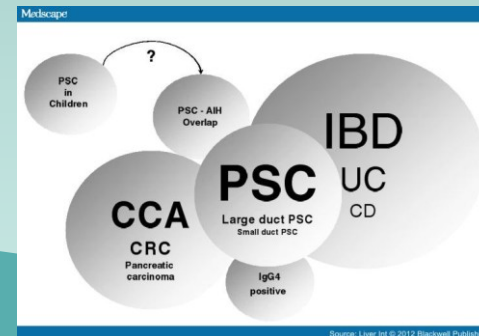 Medscape
?
PSC
in
Children
PSC - AIH
Overlap
IBD
UC
CD
PSC
Large duct PSC
Small duct PSC
CCA
CRC
Pancreatic
carcinoma
IgG4
positive
Source: Liver Int © 2012 Blackwell Publish